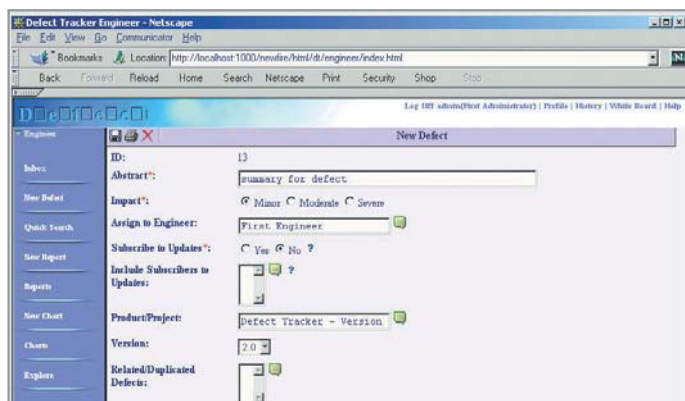 Defect Tracker Engineer - Netscape
File Edit View Go Communicator Help
Bookmarks Location: http://localhost:1000/newfire/html/dt/engineer/index.html
Back Forward Reload Home Search Netscape Print Security Shop Stop
Log Off admin(First Administrator) | Profile | History | White Board | Help
Engineer
New Defect
Inbox
New Defect
Quick Search
New Report
Reports
New Chart
Charts
Explore
ID: 13
Abstract*: summary for defect
Impact*: Minor Moderate Severe
Assign to Engineer: First Engineer
Subscribe to Updates*: Yes No ?
Include Subscribers to ?
Updates:
Product/Project: Defect Tracker - Version
Version: 2.0
Related/Duplicated
Defects: